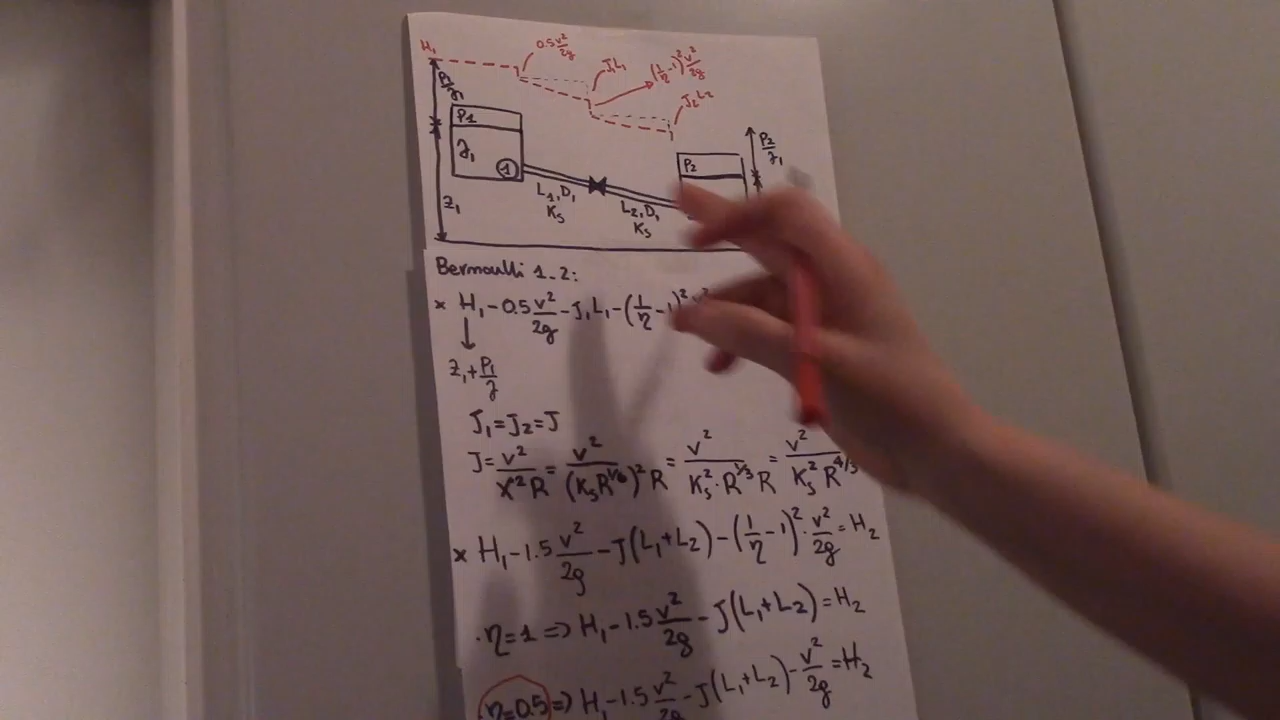 H₁
0.5 v²/2g
J₁L₁
(1/η - 1)² v²/2g
J₂L₂
P₁/γ₁
P1
γ₁
1
Z₁
L₁, D₁
Ks
L₂, D₁
Ks
P2
P₂/γ₁
Bernoulli 1-2:
× H₁ - 0.5 v²/2g - J₁L₁ - (1/η - 1)²
Z₁ + P₁/γ
J₁ = J₂ = J
J = v²/χ²R = v²/(KsR^1/6)²R = v²/Ks²·R^1/3 R = v²/Ks² R^4/3
× H₁ - 1.5 v²/2g - J(L₁+L₂) - (1/η - 1)² · v²/2g = H₂
·η=1 => H₁ - 1.5 v²/2g - J(L₁+L₂) = H₂
·η=0.5 => H₁ - 1.5 v²/2g - J(L₁+L₂) - v²/2g = H₂